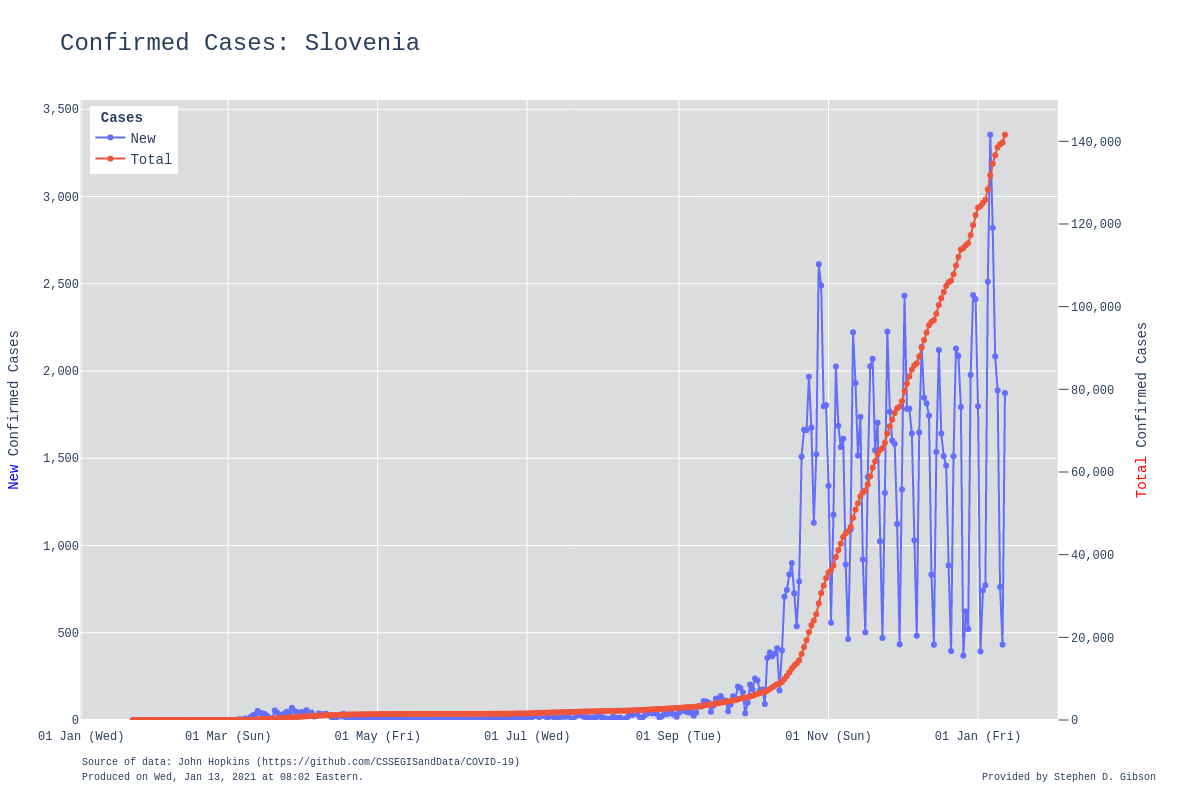 Confirmed Cases: Slovenia
Cases
New
Total
3,500
3,000
2,500
2,000
1,500
1,000
500
0
New Confirmed Cases
140,000
120,000
100,000
80,000
60,000
40,000
20,000
0
Total Confirmed Cases
01 Jan (Wed)
01 Mar (Sun)
01 May (Fri)
01 Jul (Wed)
01 Sep (Tue)
01 Nov (Sun)
01 Jan (Fri)
Source of data: John Hopkins (https://github.com/CSSEGISandData/COVID-19)
Produced on Wed, Jan 13, 2021 at 08:02 Eastern.
Provided by Stephen D. Gibson